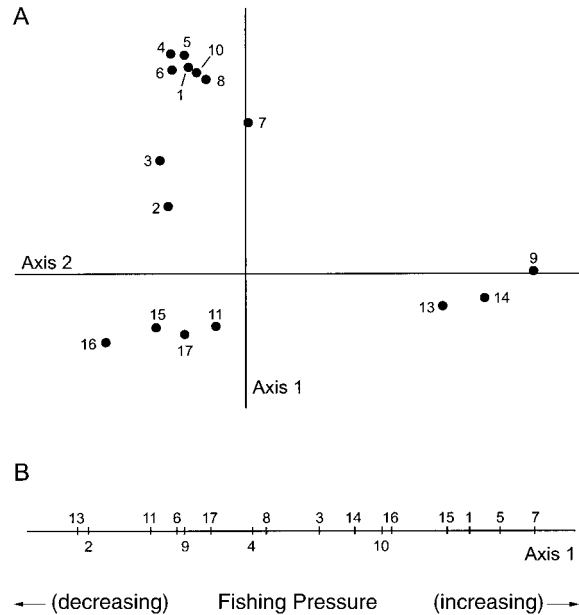 A
4 5
10
6
1 8
7
3
2
Axis 2
9
13 14
15 11
16 17
Axis 1
B
13 11 6 17 8 3 14 16 15 1 5 7
2 9 4 10
Axis 1
(decreasing) Fishing Pressure (increasing)